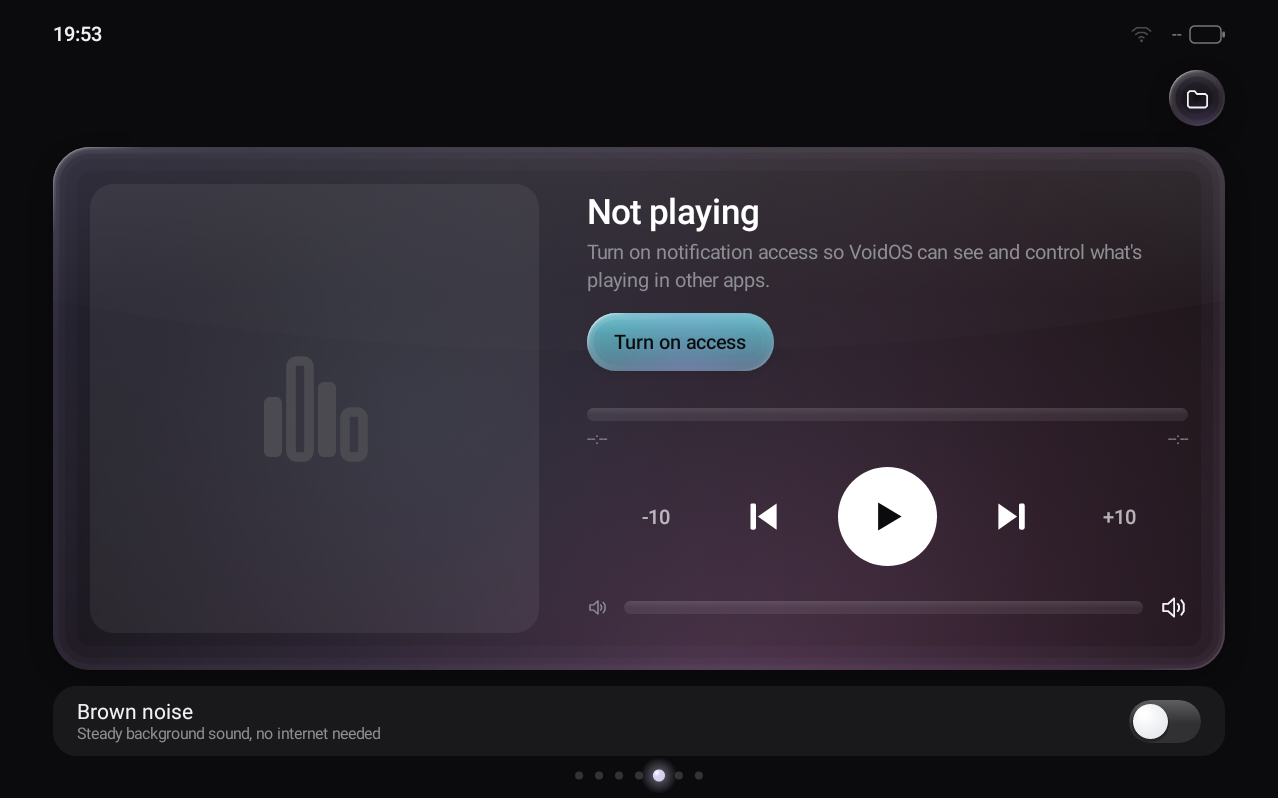 19:53
--
Not playing
Turn on notification access so VoidOS can see and control what's
playing in other apps.
Turn on access
--:-- --:--
-10 +10
Brown noise
Steady background sound, no internet needed